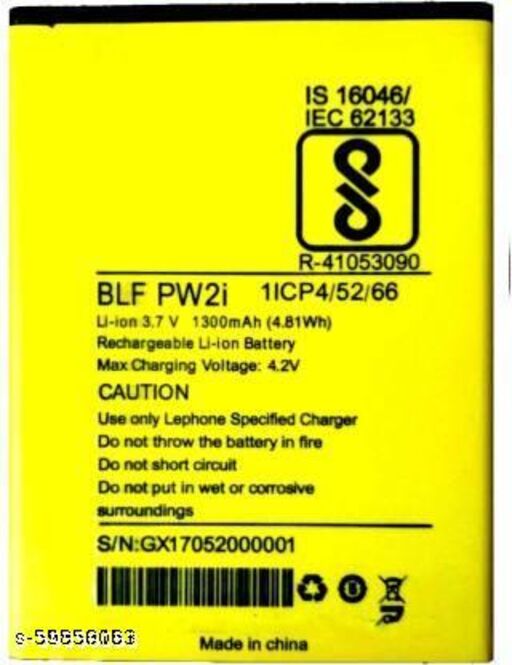 IS 16046/
IEC 62133
R-41053090
BLF PW2i 1ICP4/52/66
Li-ion 3.7 V 1300mAh (4.81Wh)
Rechargeable Li-ion Battery
Max Charging Voltage: 4.2V
CAUTION
Use only Lephone Specified Charger
Do not throw the battery in fire
Do not short circuit
Do not put in wet or corrosive
surroundings
S/N:GX17052000001
Made in china